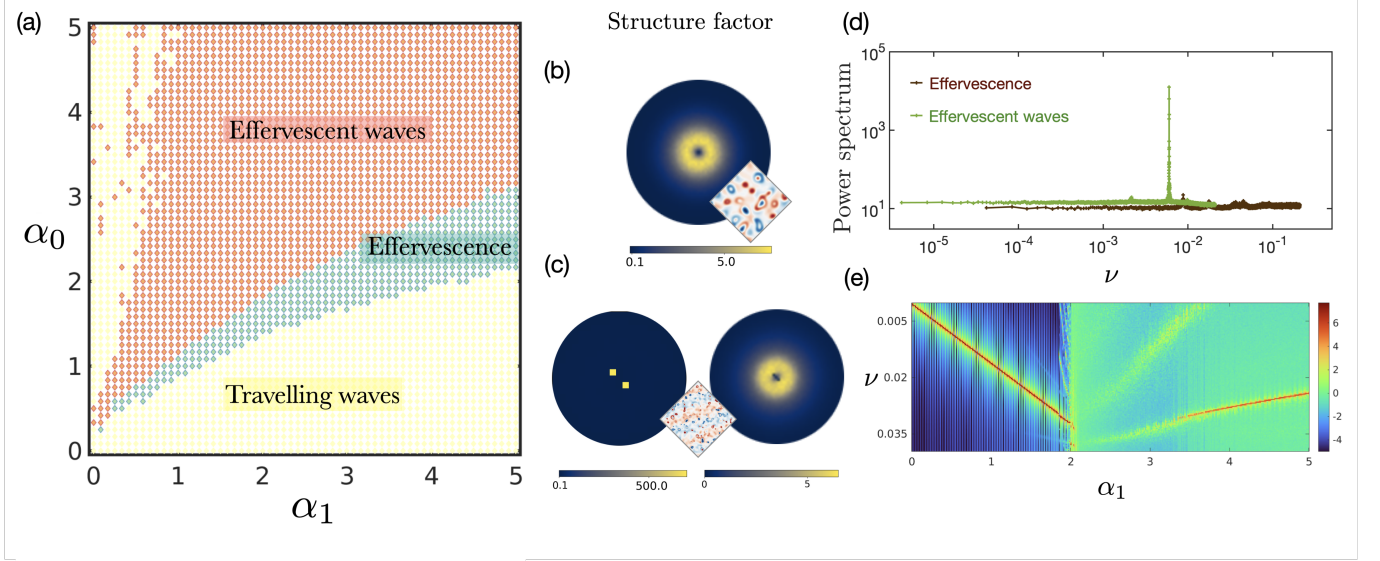 (a)
5
4
3
2
1
0
α0
0 1 2 3 4 5
α1
Effervescent waves
Effervescence
Travelling waves
Structure factor
(b)
0.1 5.0
(c)
0.1 500.0
0 5
(d)
Power spectrum
10^5
10^3
10^1
Effervescence
Effervescent waves
10^-5 10^-4 10^-3 10^-2 10^-1
ν
(e)
ν
0.005
0.02
0.035
0 1 2 3 4 5
α1
6
4
2
0
-2
-4